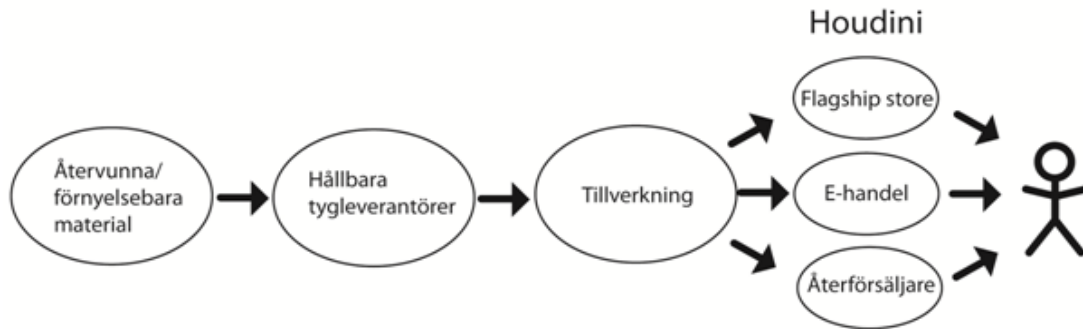 Houdini
Flagship store
Återvunna/
förnyelsebara
material
Hållbara
tygleverantörer
Tillverkning
E-handel
Återförsäljare